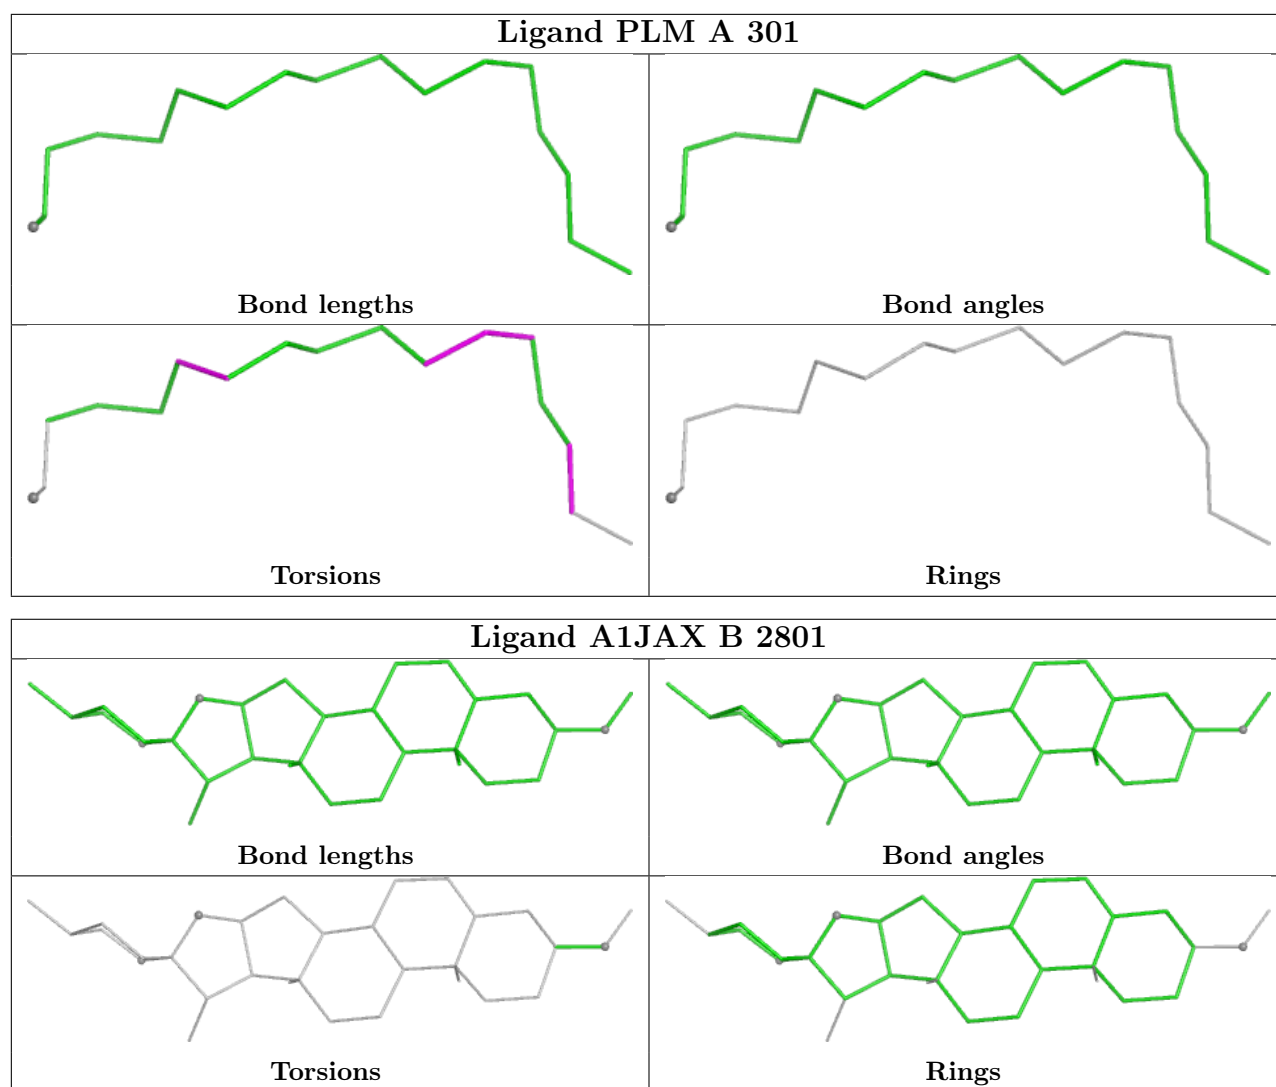 Ligand PLM A 301
Bond lengths
Bond angles
Torsions
Rings
Ligand A1JAX B 2801
Bond lengths
Bond angles
Torsions
Rings